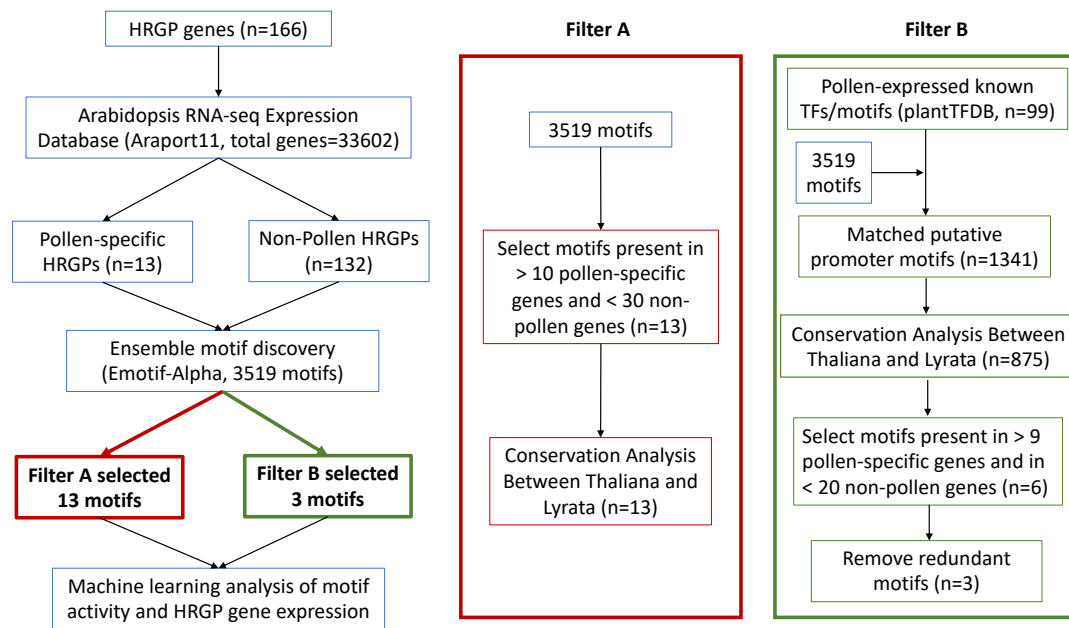 HRGP genes (n=166)
Arabidopsis RNA-seq Expression
Database (Araport11, total genes=33602)
Pollen-specific
HRGPs (n=13)
Non-Pollen HRGPs
(n=132)
Ensemble motif discovery
(Emotif-Alpha, 3519 motifs)
Filter A selected
13 motifs
Filter B selected
3 motifs
Machine learning analysis of motif
activity and HRGP gene expression
Filter A
3519 motifs
Select motifs present in
> 10 pollen-specific
genes and < 30 non-
pollen genes (n=13)
Conservation Analysis
Between Thaliana and
Lyrata (n=13)
Filter B
Pollen-expressed known
TFs/motifs (plantTFDB, n=99)
3519
motifs
Matched putative
promoter motifs (n=1341)
Conservation Analysis Between
Thaliana and Lyrata (n=875)
Select motifs present in > 9
pollen-specific genes and in
< 20 non-pollen genes (n=6)
Remove redundant
motifs (n=3)